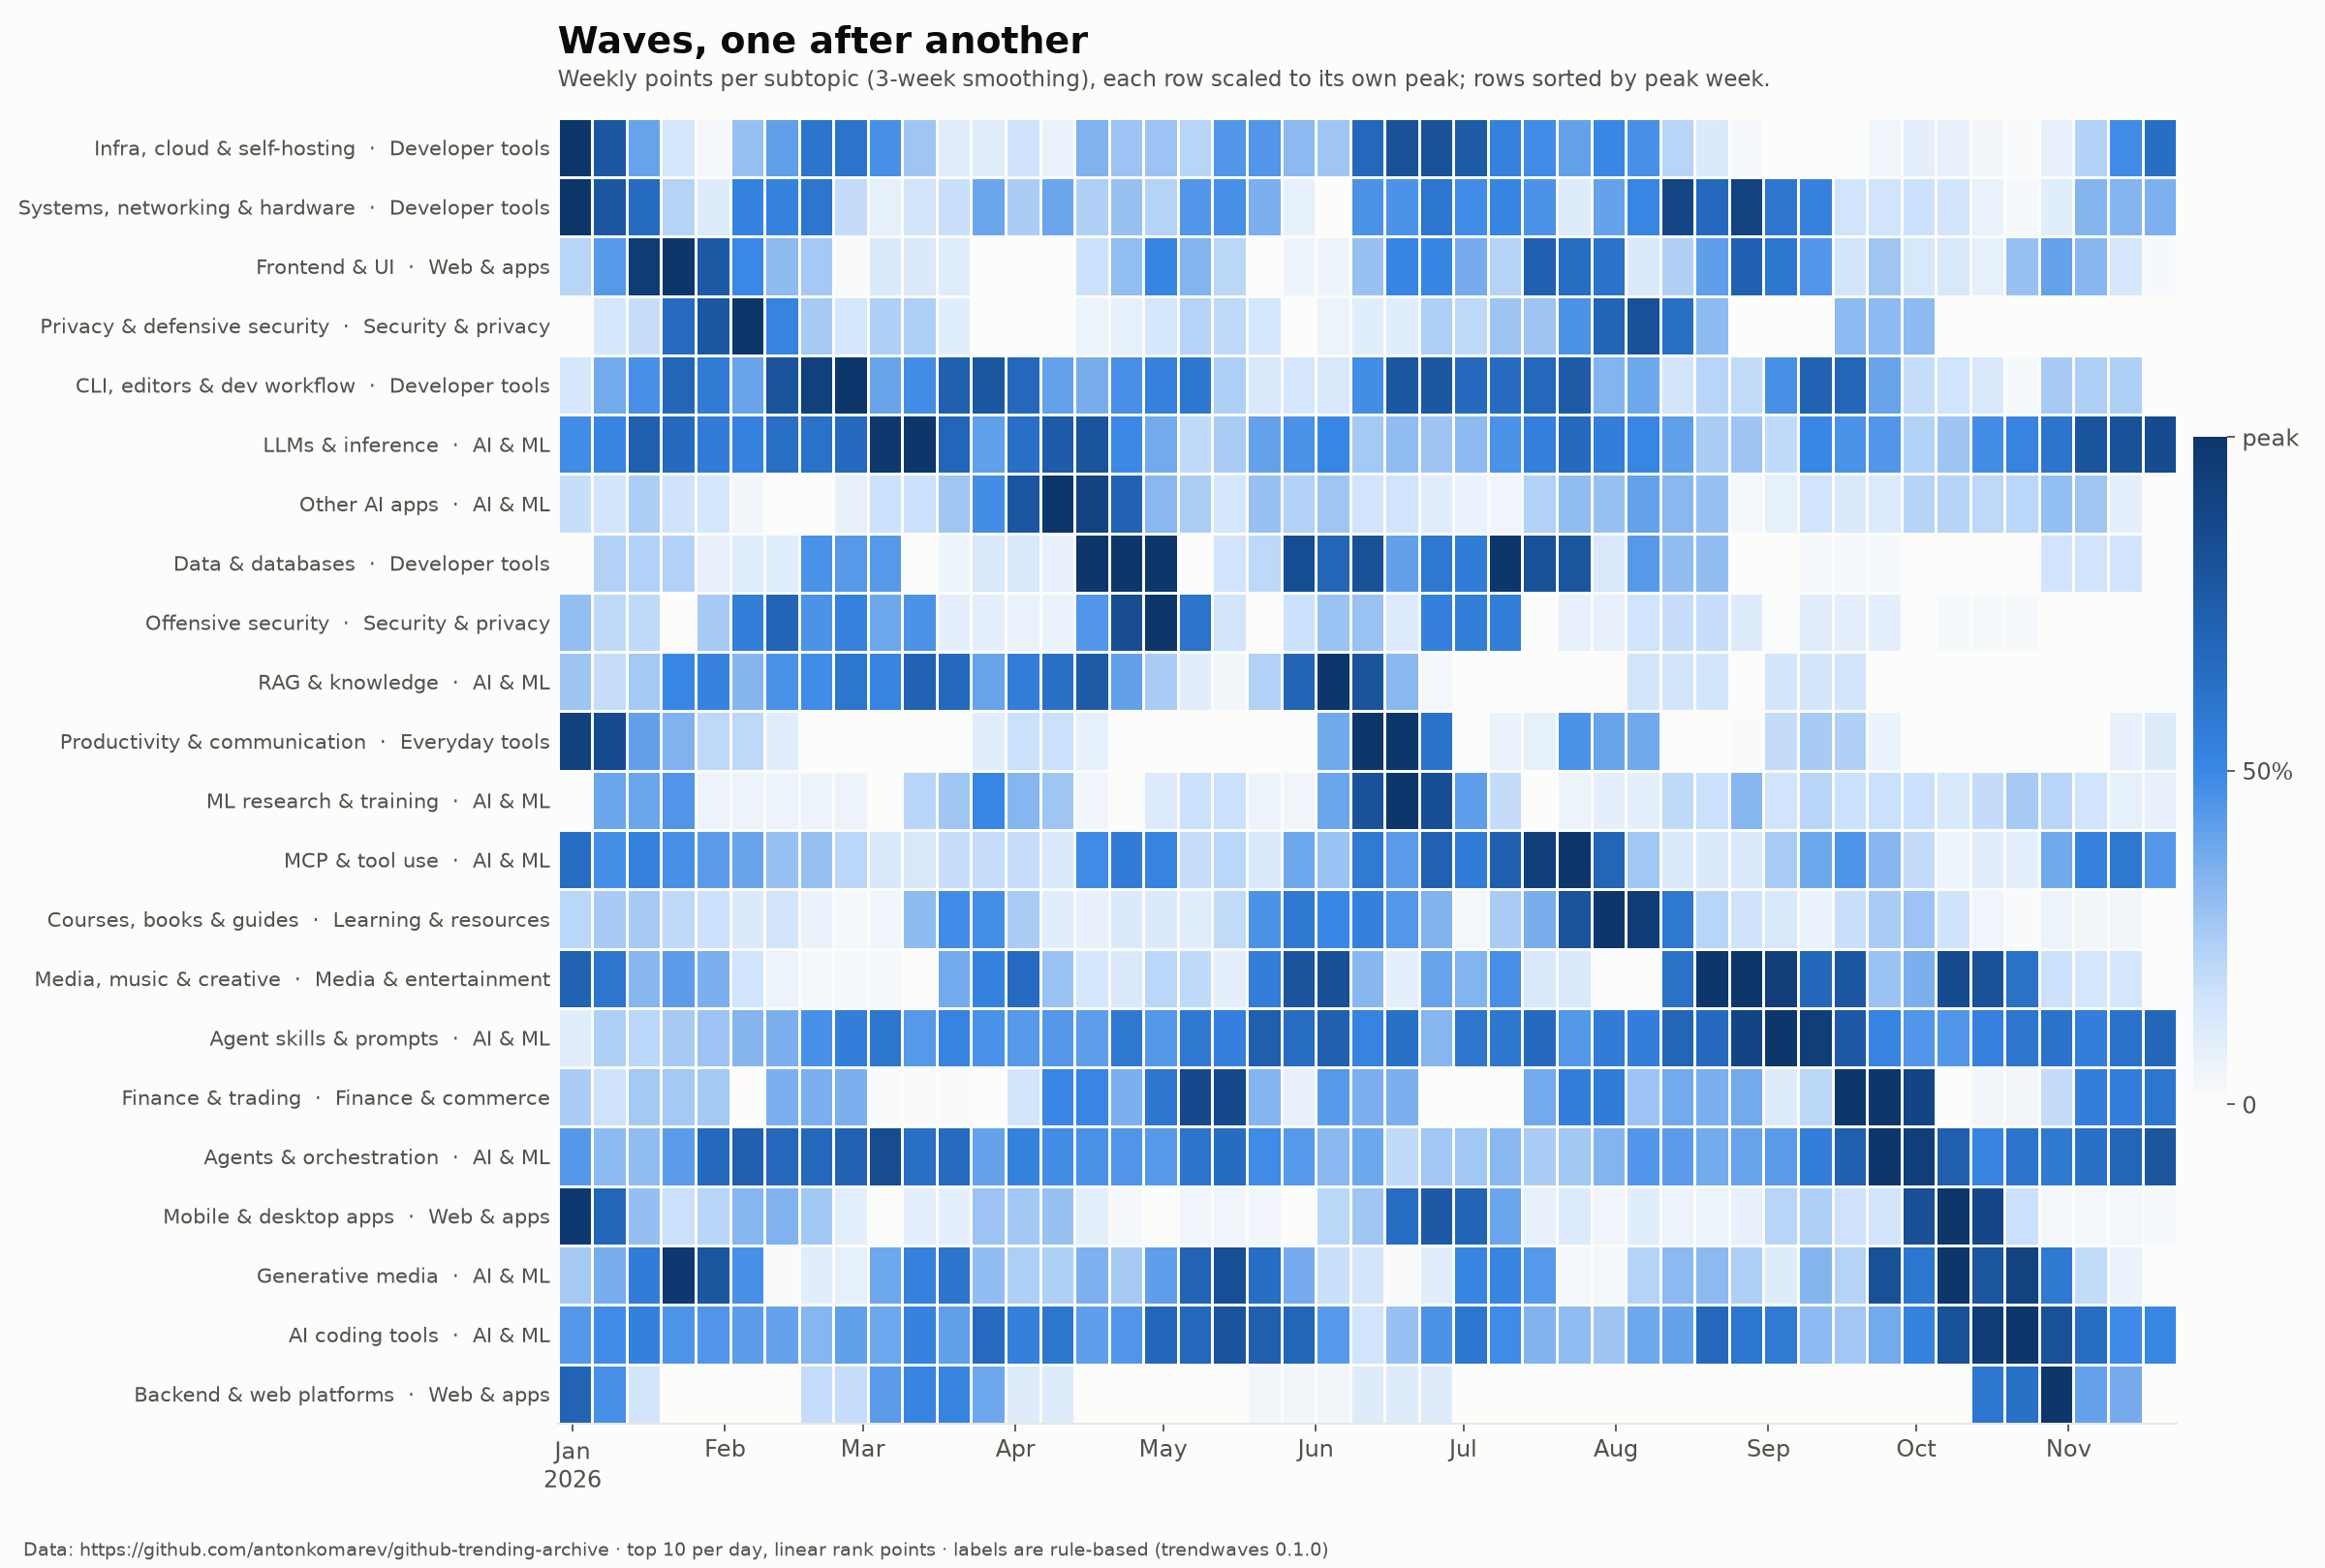 Waves, one after another
Weekly points per subtopic (3-week smoothing), each row scaled to its own peak; rows sorted by peak week.
Infra, cloud & self-hosting · Developer tools
Systems, networking & hardware · Developer tools
Frontend & UI · Web & apps
Privacy & defensive security · Security & privacy
CLI, editors & dev workflow · Developer tools
LLMs & inference · AI & ML
Other AI apps · AI & ML
Data & databases · Developer tools
Offensive security · Security & privacy
RAG & knowledge · AI & ML
Productivity & communication · Everyday tools
ML research & training · AI & ML
MCP & tool use · AI & ML
Courses, books & guides · Learning & resources
Media, music & creative · Media & entertainment
Agent skills & prompts · AI & ML
Finance & trading · Finance & commerce
Agents & orchestration · AI & ML
Mobile & desktop apps · Web & apps
Generative media · AI & ML
AI coding tools · AI & ML
Backend & web platforms · Web & apps
peak
50%
0
Jan Feb Mar Apr May Jun Jul Aug Sep Oct Nov
2026
Data: https://github.com/antonkomarev/github-trending-archive · top 10 per day, linear rank points · labels are rule-based (trendwaves 0.1.0)